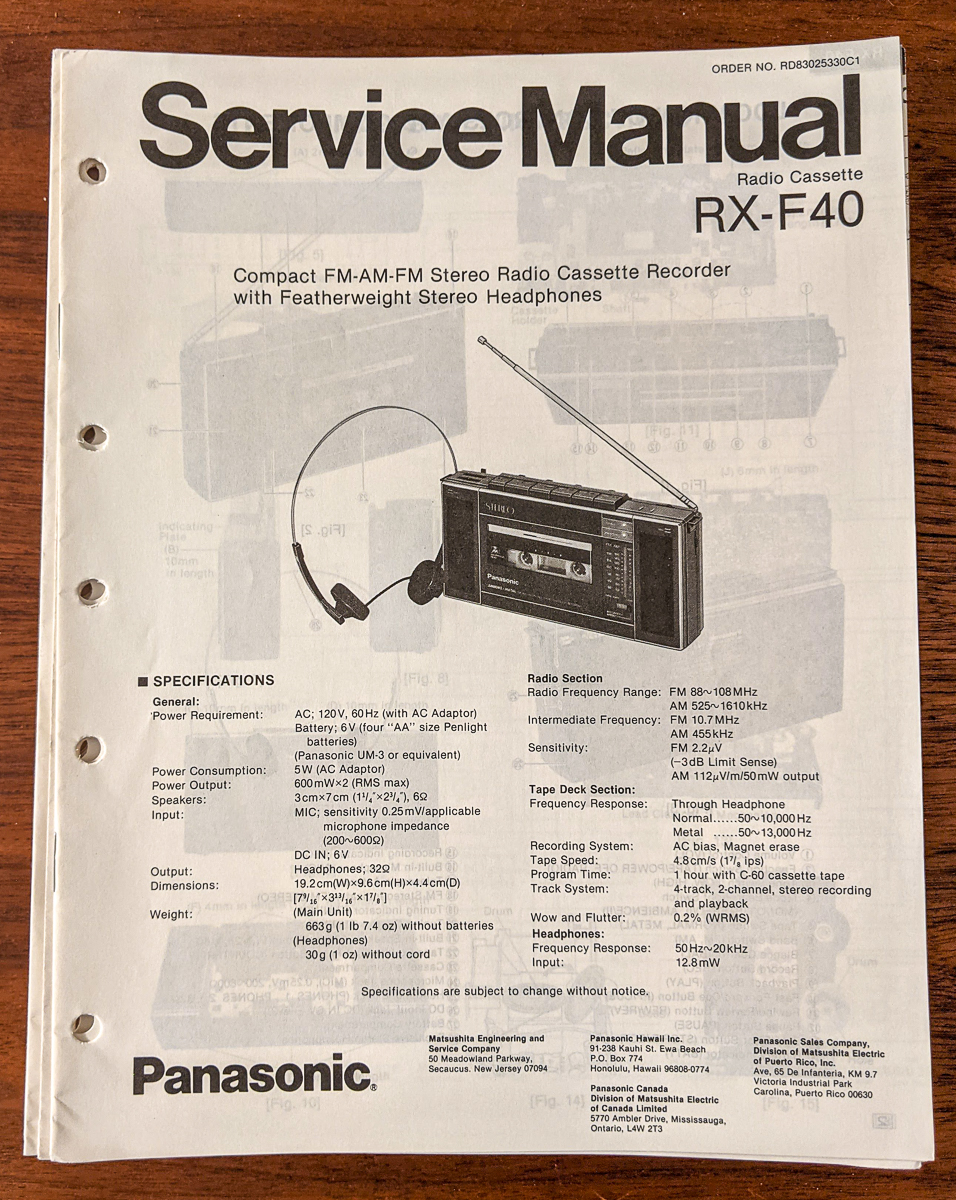 ORDER NO. RD83025330C1
Service Manual
Radio Cassette
RX-F40
Compact FM-AM-FM Stereo Radio Cassette Recorder
with Featherweight Stereo Headphones
STEREO
Panasonic
■ SPECIFICATIONS
General:
Power Requirement: AC; 120V, 60Hz (with AC Adaptor)
Battery; 6V (four "AA" size Penlight
batteries)
(Panasonic UM-3 or equivalent)
Power Consumption: 5W (AC Adaptor)
Power Output: 600mW×2 (RMS max)
Speakers: 3cm×7cm (1¹/₄"×2³/₄"), 6Ω
Input: MIC; sensitivity 0.25mV/applicable
microphone impedance
(200~600Ω)
DC IN; 6V
Output: Headphones; 32Ω
Dimensions: 19.2cm(W)×9.6cm(H)×4.4cm(D)
[7⁹/₁₆"×3¹³/₁₆"×1⁷/₈"]
Weight: (Main Unit)
663g (1 lb 7.4 oz) without batteries
(Headphones)
30g (1 oz) without cord
Radio Section
Radio Frequency Range: FM 88~108MHz
AM 525~1610kHz
Intermediate Frequency: FM 10.7MHz
AM 455kHz
Sensitivity: FM 2.2μV
(−3dB Limit Sense)
AM 112μV/m/50mW output
Tape Deck Section:
Frequency Response: Through Headphone
Normal......50~10,000Hz
Metal ......50~13,000Hz
Recording System: AC bias, Magnet erase
Tape Speed: 4.8cm/s (1⁷/₈ ips)
Program Time: 1 hour with C-60 cassette tape
Track System: 4-track, 2-channel, stereo recording
and playback
Wow and Flutter: 0.2% (WRMS)
Headphones:
Frequency Response: 50Hz~20kHz
Input: 12.8mW
Specifications are subject to change without notice.
Panasonic®
Matsushita Engineering and
Service Company
50 Meadowland Parkway,
Secaucus. New Jersey 07094
Panasonic Hawaii Inc.
91-238 Kauhi St. Ewa Beach
P.O. Box 774
Honolulu, Hawaii 96808-0774
Panasonic Canada
Division of Matsushita Electric
of Canada Limited
5770 Ambler Drive, Mississauga,
Ontario, L4W 2T3
Panasonic Sales Company,
Division of Matsushita Electric
of Puerto Rico, Inc.
Ave, 65 De Infanteria, KM 9.7
Victoria Industrial Park
Carolina, Puerto Rico 00630